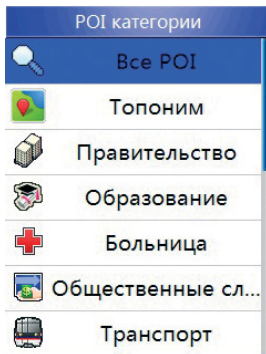 POI категории
Все POI
Топоним
Правительство
Образование
Больница
Общественные сл...
Транспорт